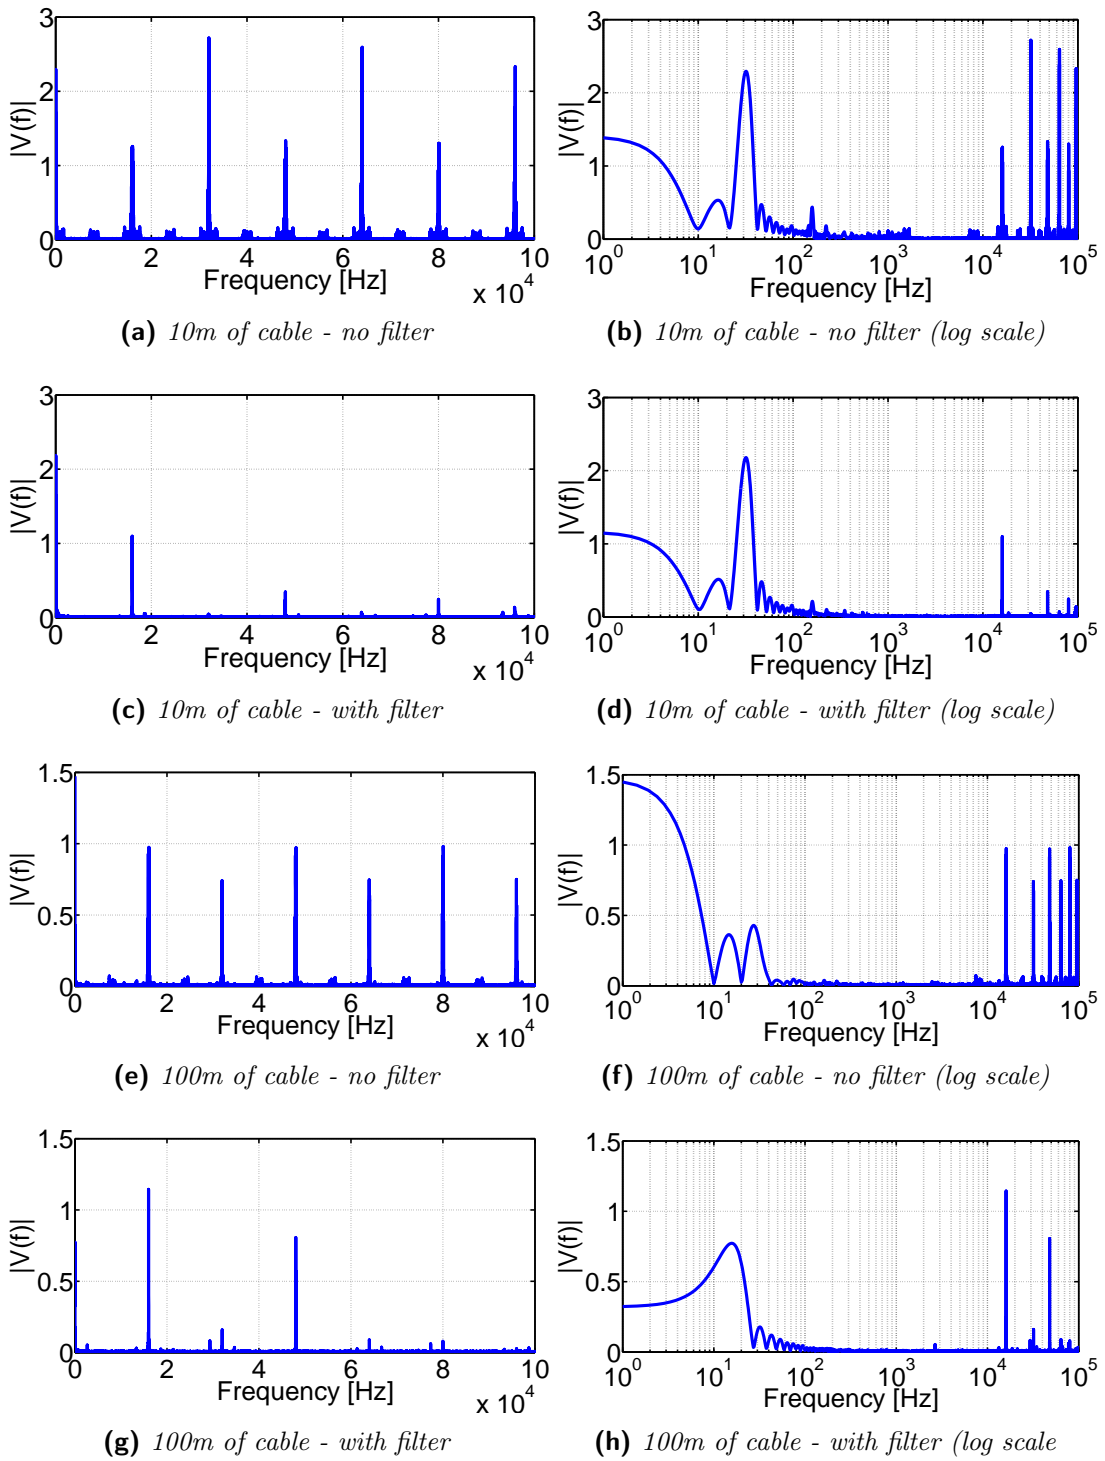 3
2
1
0
|V(f)|
0 2 4 6 8 10
Frequency [Hz]
x 10^4
(a) 10m of cable - no filter
3
2
1
0
|V(f)|
10^0 10^1 10^2 10^3 10^4 10^5
Frequency [Hz]
(b) 10m of cable - no filter (log scale)
3
2
1
0
|V(f)|
0 2 4 6 8 10
Frequency [Hz]
x 10^4
(c) 10m of cable - with filter
3
2
1
0
|V(f)|
10^0 10^1 10^2 10^3 10^4 10^5
Frequency [Hz]
(d) 10m of cable - with filter (log scale)
1.5
1
0.5
0
|V(f)|
0 2 4 6 8 10
Frequency [Hz]
x 10^4
(e) 100m of cable - no filter
1.5
1
0.5
0
|V(f)|
10^0 10^1 10^2 10^3 10^4 10^5
Frequency [Hz]
(f) 100m of cable - no filter (log scale)
1.5
1
0.5
0
|V(f)|
0 2 4 6 8 10
Frequency [Hz]
x 10^4
(g) 100m of cable - with filter
1.5
1
0.5
0
|V(f)|
10^0 10^1 10^2 10^3 10^4 10^5
Frequency [Hz]
(h) 100m of cable - with filter (log scale